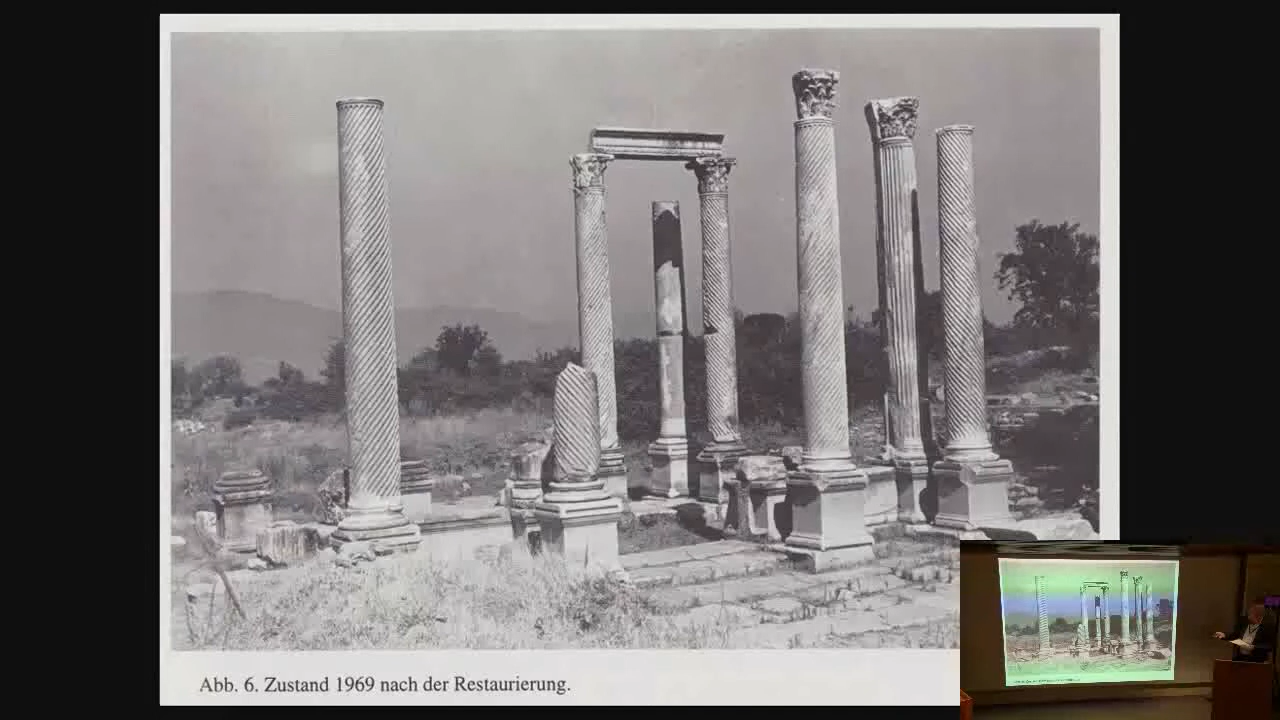 Abb. 6. Zustand 1969 nach der Restaurierung.